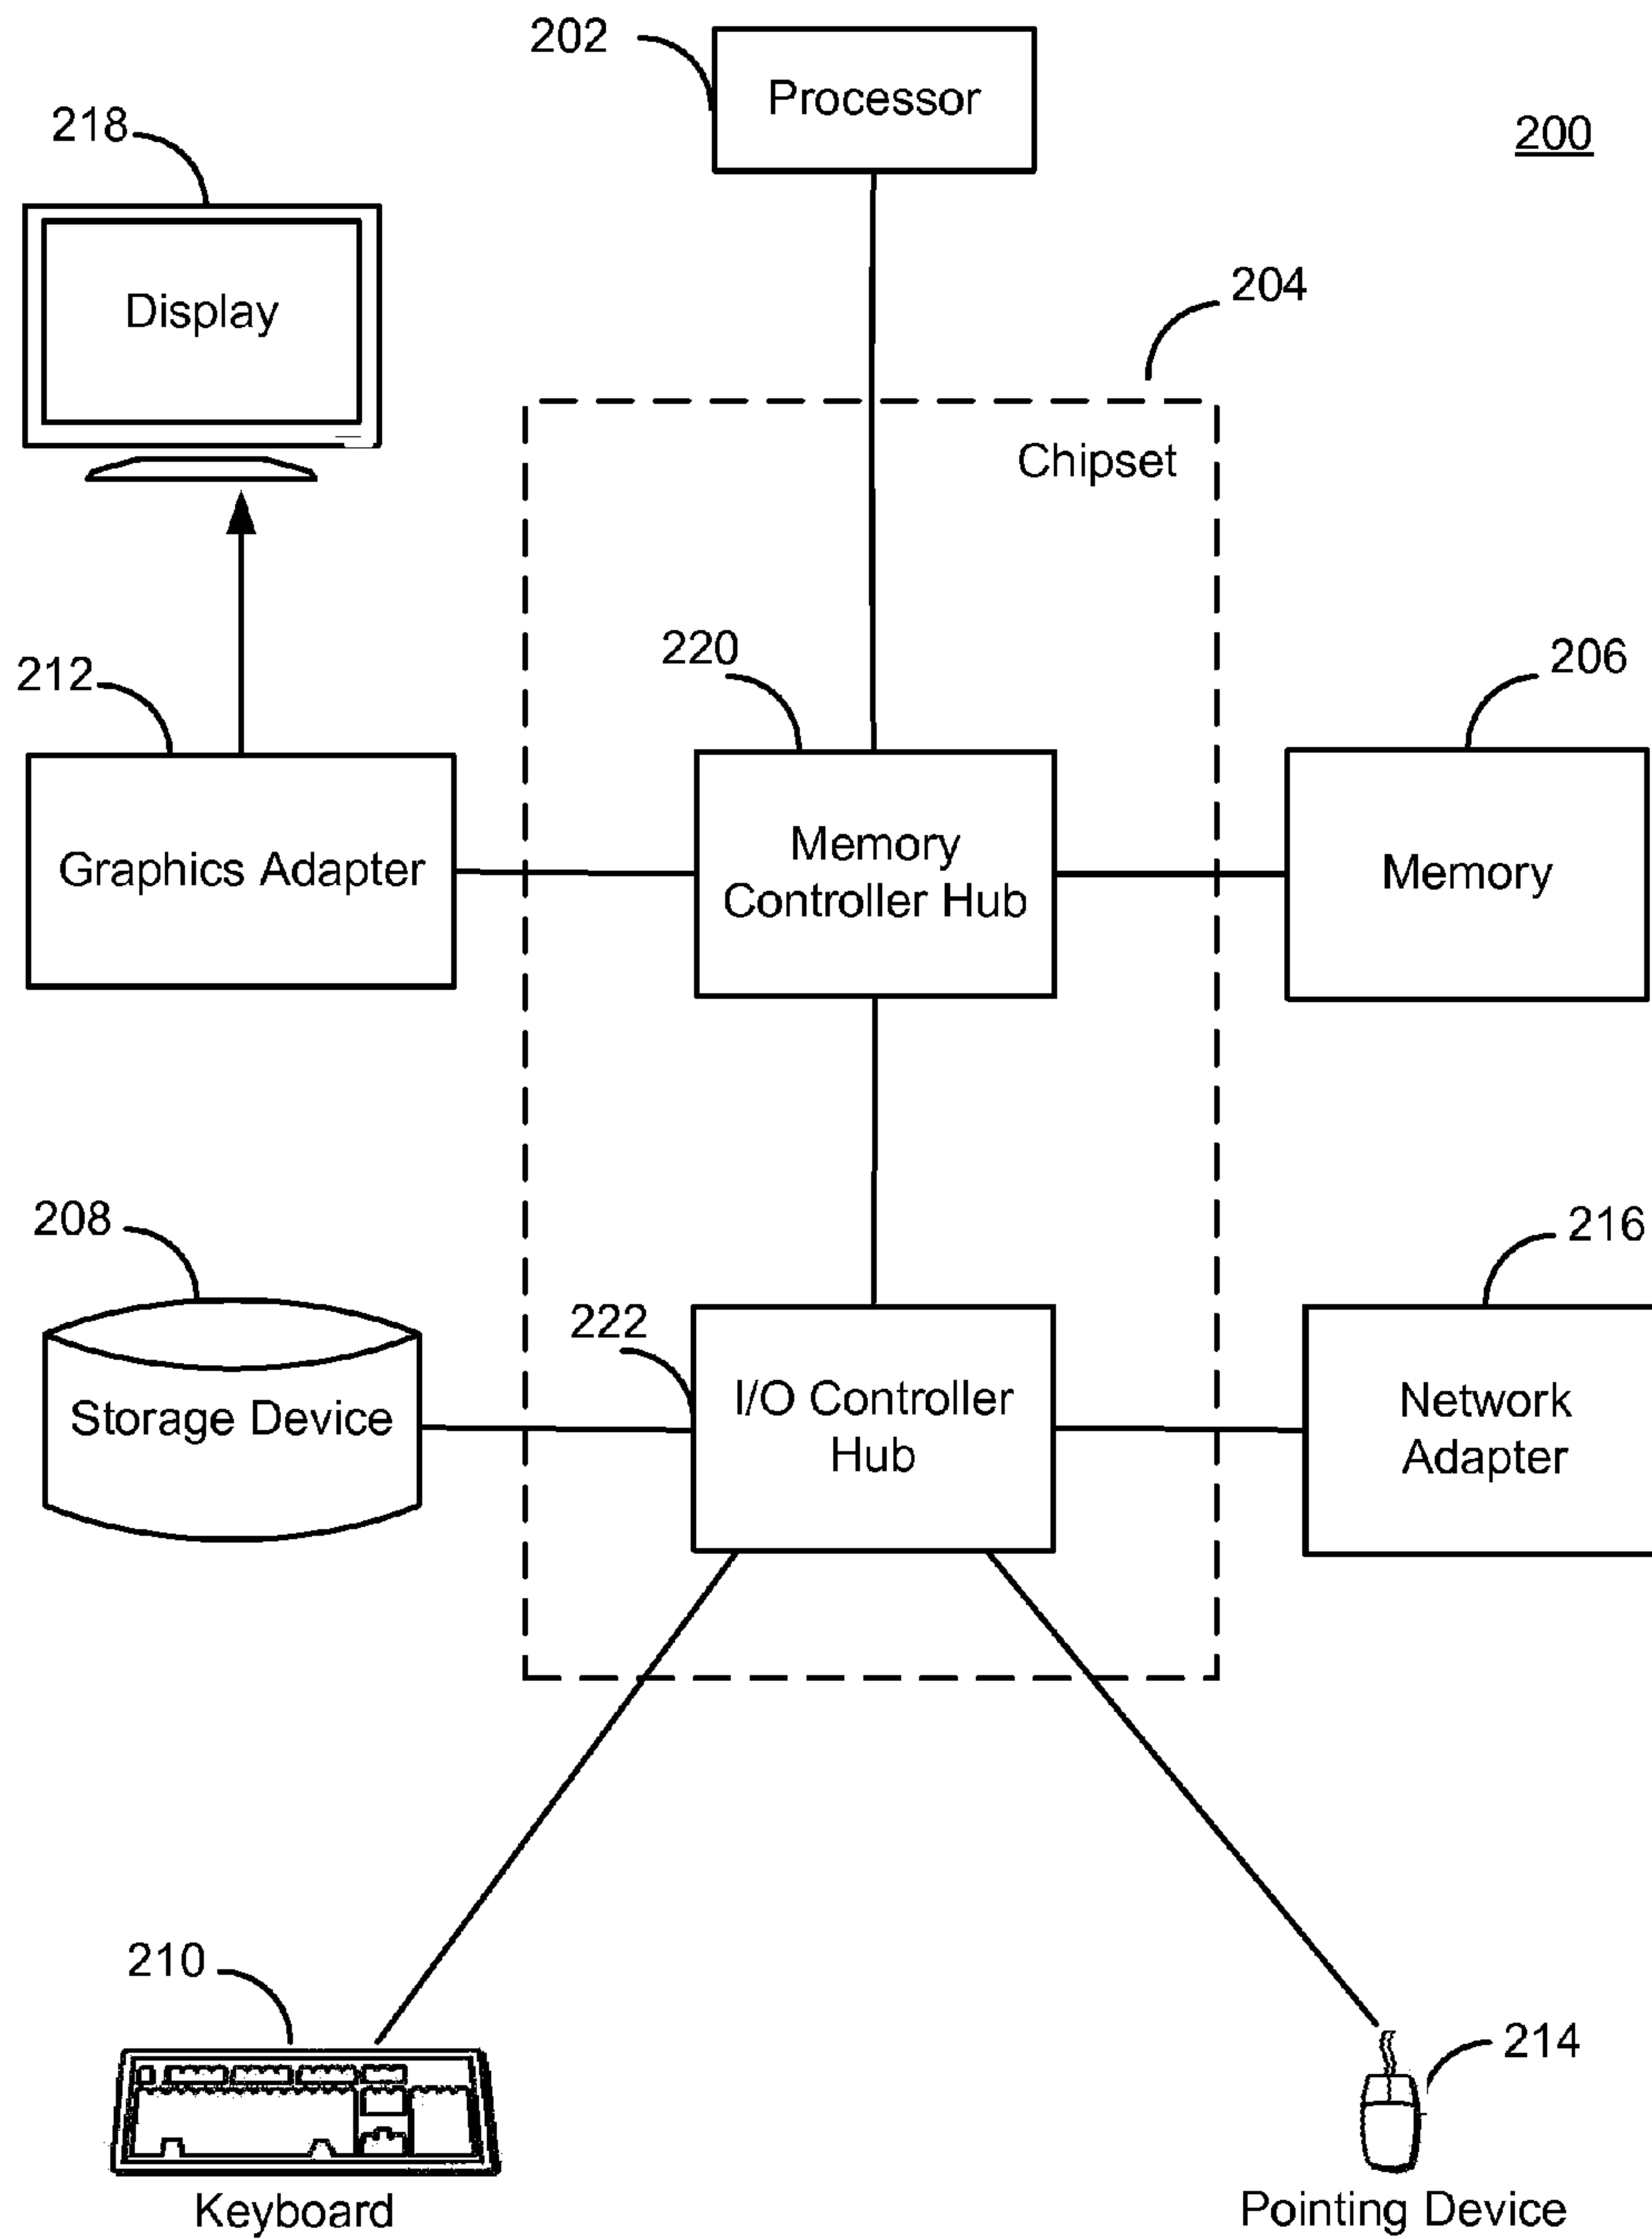 202
Processor
200
218
Display
204
Chipset
212
220
206
Graphics Adapter
Memory
Controller Hub
Memory
208
222
216
Storage Device
I/O Controller
Hub
Network
Adapter
210
214
Keyboard
Pointing Device